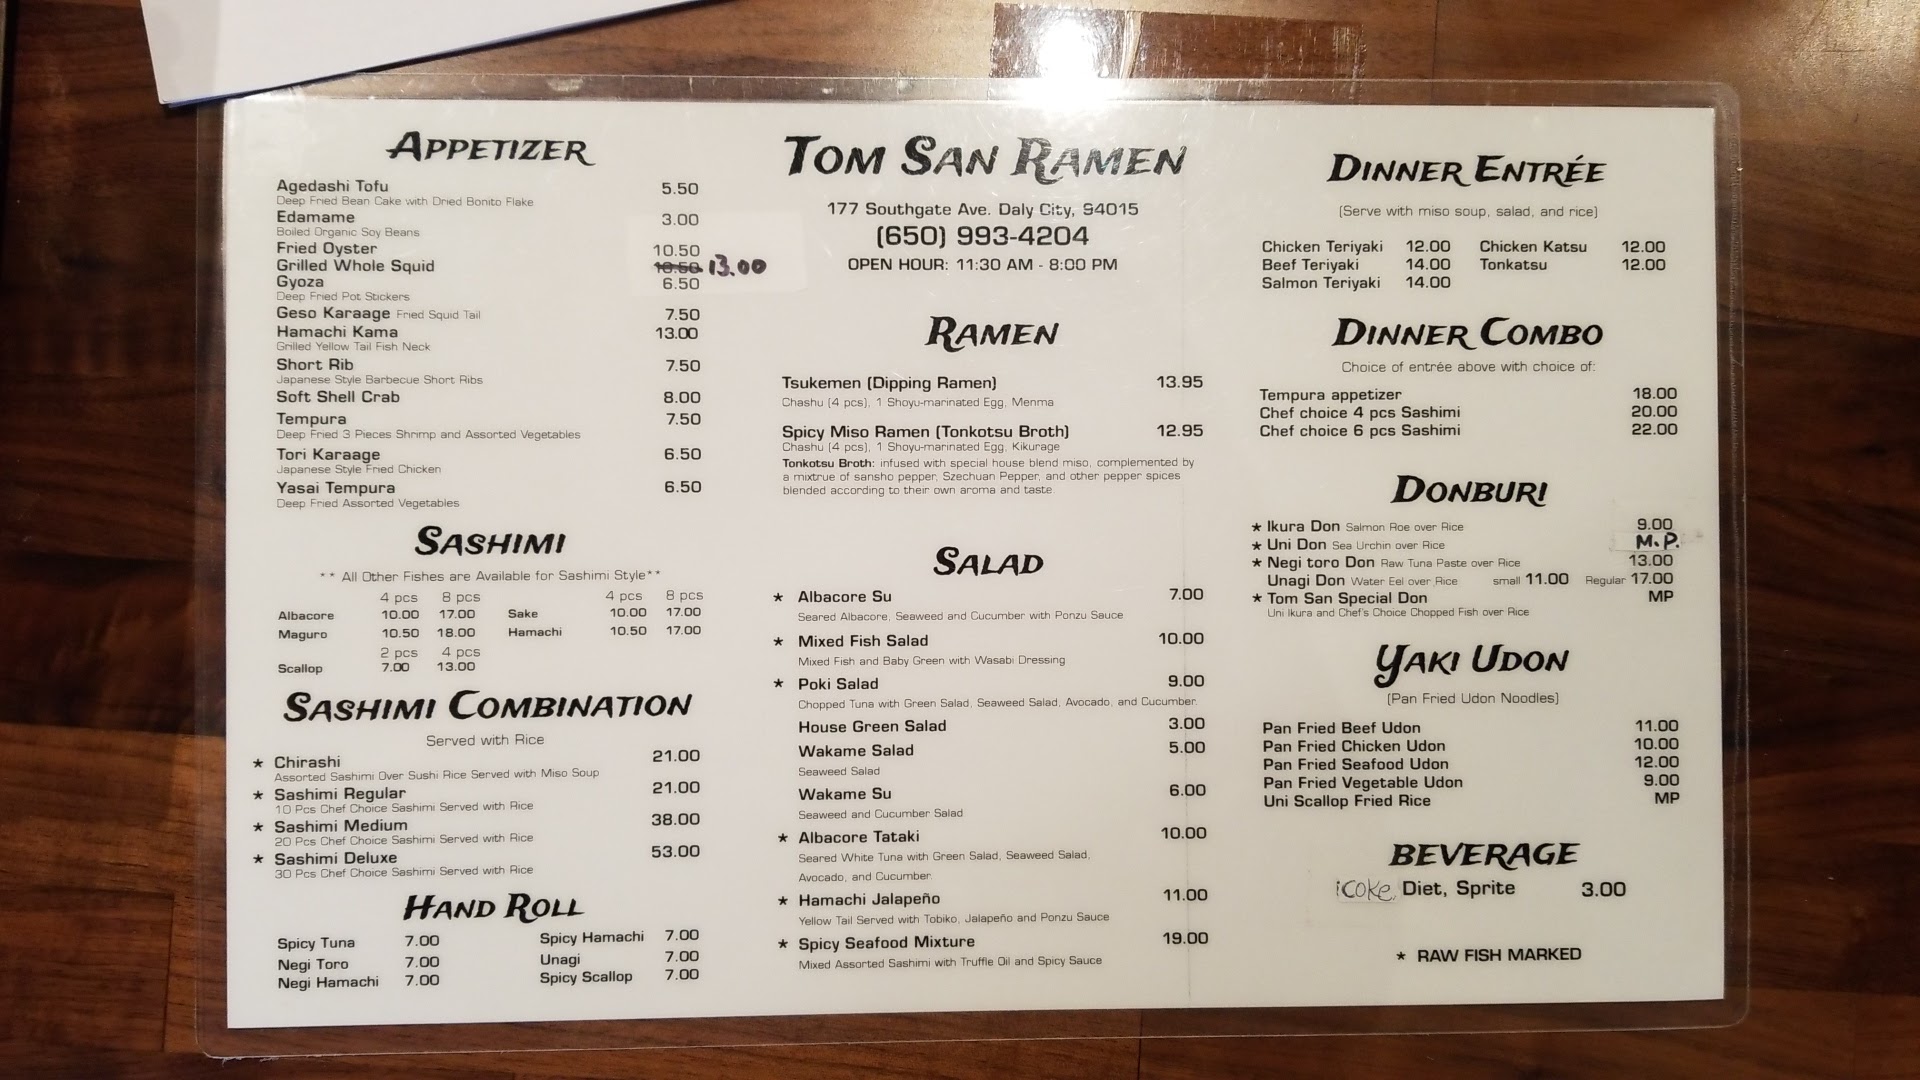 APPETIZER
Agedashi Tofu 5.50
Deep Fried Bean Cake with Dried Bonito Flake
Edamame 3.00
Boiled Organic Soy Beans
Fried Oyster 10.50
Grilled Whole Squid 10.50 13.00
Gyoza 6.50
Deep Fried Pot Stickers
Geso Karaage Fried Squid Tail 7.50
Hamachi Kama 13.00
Grilled Yellow Tail Fish Neck
Short Rib 7.50
Japanese Style Barbecue Short Ribs
Soft Shell Crab 8.00
Tempura 7.50
Deep Fried 3 Pieces Shrimp and Assorted Vegetables
Tori Karaage 6.50
Japanese Style Fried Chicken
Yasai Tempura 6.50
Deep Fried Assorted Vegetables
SASHIMI
** All Other Fishes are Available for Sashimi Style**
4 pcs 8 pcs 4 pcs 8 pcs
Albacore 10.00 17.00 Sake 10.00 17.00
Maguro 10.50 18.00 Hamachi 10.50 17.00
2 pcs 4 pcs
Scallop 7.00 13.00
SASHIMI COMBINATION
Served with Rice
★ Chirashi 21.00
Assorted Sashimi Over Sushi Rice Served with Miso Soup
★ Sashimi Regular 21.00
10 Pcs Chef Choice Sashimi Served with Rice
★ Sashimi Medium 38.00
20 Pcs Chef Choice Sashimi Served with Rice
★ Sashimi Deluxe 53.00
30 Pcs Chef Choice Sashimi Served with Rice
HAND ROLL
Spicy Tuna 7.00 Spicy Hamachi 7.00
Negi Toro 7.00 Unagi 7.00
Negi Hamachi 7.00 Spicy Scallop 7.00
TOM SAN RAMEN
177 Southgate Ave. Daly City, 94015
(650) 993-4204
OPEN HOUR: 11:30 AM - 8:00 PM
RAMEN
Tsukemen (Dipping Ramen) 13.95
Chashu (4 pcs), 1 Shoyu-marinated Egg, Menma
Spicy Miso Ramen (Tonkotsu Broth) 12.95
Chashu (4 pcs), 1 Shoyu-marinated Egg, Kikurage
Tonkotsu Broth: infused with special house blend miso, complemented by
a mixtrue of sansho pepper, Szechuan Pepper, and other pepper spices
blended according to their own aroma and taste.
SALAD
★ Albacore Su 7.00
Seared Albacore, Seaweed and Cucumber with Ponzu Sauce
★ Mixed Fish Salad 10.00
Mixed Fish and Baby Green with Wasabi Dressing
★ Poki Salad 9.00
Chopped Tuna with Green Salad, Seaweed Salad, Avocado, and Cucumber.
House Green Salad 3.00
Wakame Salad 5.00
Seaweed Salad
Wakame Su 6.00
Seaweed and Cucumber Salad
★ Albacore Tataki 10.00
Seared White Tuna with Green Salad, Seaweed Salad,
Avocado, and Cucumber.
★ Hamachi Jalapeño 11.00
Yellow Tail Served with Tobiko, Jalapeño and Ponzu Sauce
★ Spicy Seafood Mixture 19.00
Mixed Assorted Sashimi with Truffle Oil and Spicy Sauce
DINNER ENTRÉE
(Serve with miso soup, salad, and rice)
Chicken Teriyaki 12.00 Chicken Katsu 12.00
Beef Teriyaki 14.00 Tonkatsu 12.00
Salmon Teriyaki 14.00
DINNER COMBO
Choice of entrée above with choice of:
Tempura appetizer 18.00
Chef choice 4 pcs Sashimi 20.00
Chef choice 6 pcs Sashimi 22.00
DONBURI
★ Ikura Don Salmon Roe over Rice 9.00
★ Uni Don Sea Urchin over Rice M.P.
★ Negi toro Don Raw Tuna Paste over Rice 13.00
Unagi Don Water Eel over Rice small 11.00 Regular 17.00
★ Tom San Special Don MP
Uni Ikura and Chef's Choice Chopped Fish over Rice
YAKI UDON
(Pan Fried Udon Noodles)
Pan Fried Beef Udon 11.00
Pan Fried Chicken Udon 10.00
Pan Fried Seafood Udon 12.00
Pan Fried Vegetable Udon 9.00
Uni Scallop Fried Rice MP
BEVERAGE
Coke, Diet, Sprite 3.00
★ RAW FISH MARKED